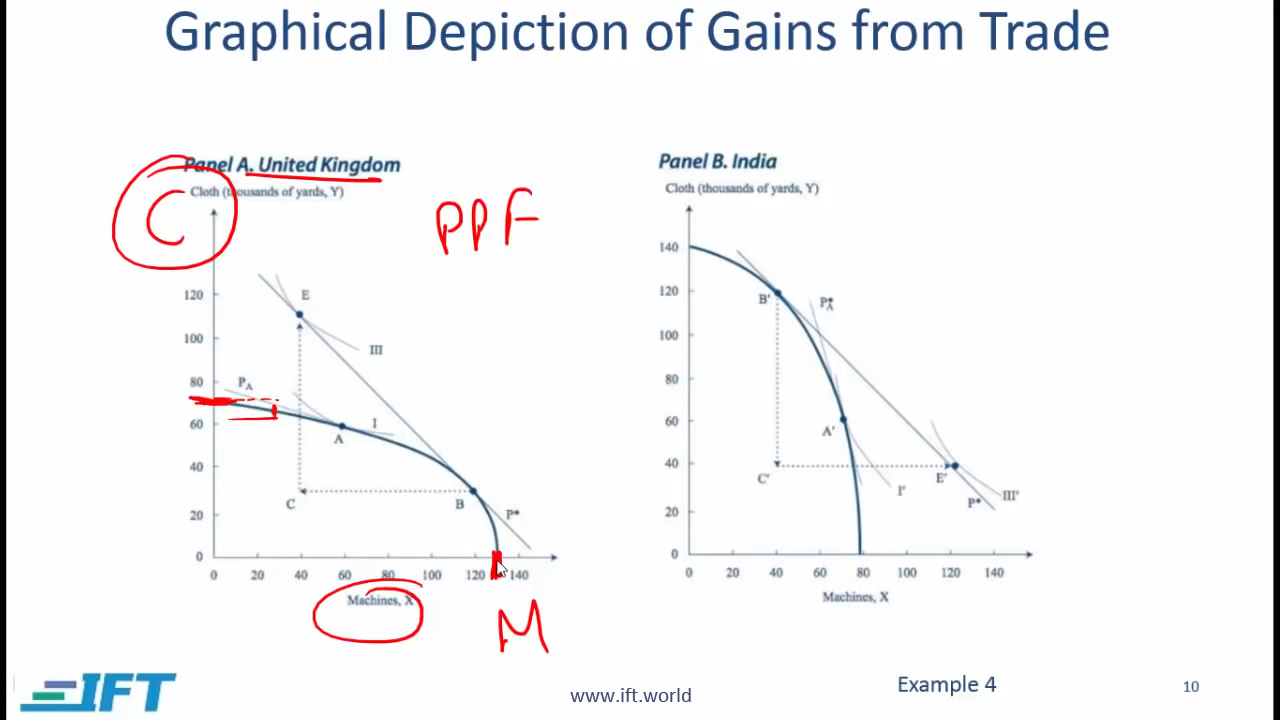 Graphical Depiction of Gains from Trade
Panel A. United Kingdom
Cloth (thousands of yards, Y)
C
PPF
120
100
80
60
40
20
0
E
III
PA
I
A
C
B
P*
0 20 40 60 80 100 120 140
Machines, X
M
Panel B. India
Cloth (thousands of yards, Y)
140
120
100
80
60
40
20
0
B'
P*A
A'
I'
C'
E'
P*
III'
0 20 40 60 80 100 120 140
Machines, X
IFT
www.ift.world
Example 4
10